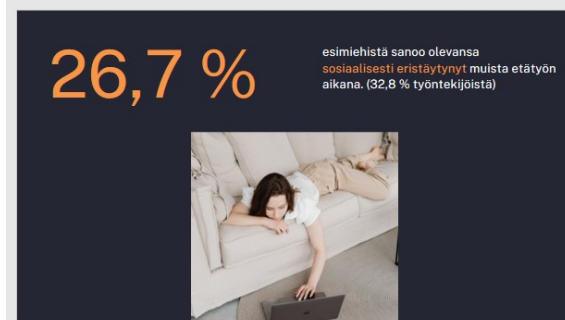 26,7 %
esimiehistä sanoo olevansa
sosiaalisesti eristäytynyt muista etätyön
aikana. (32,8 % työntekijöistä)